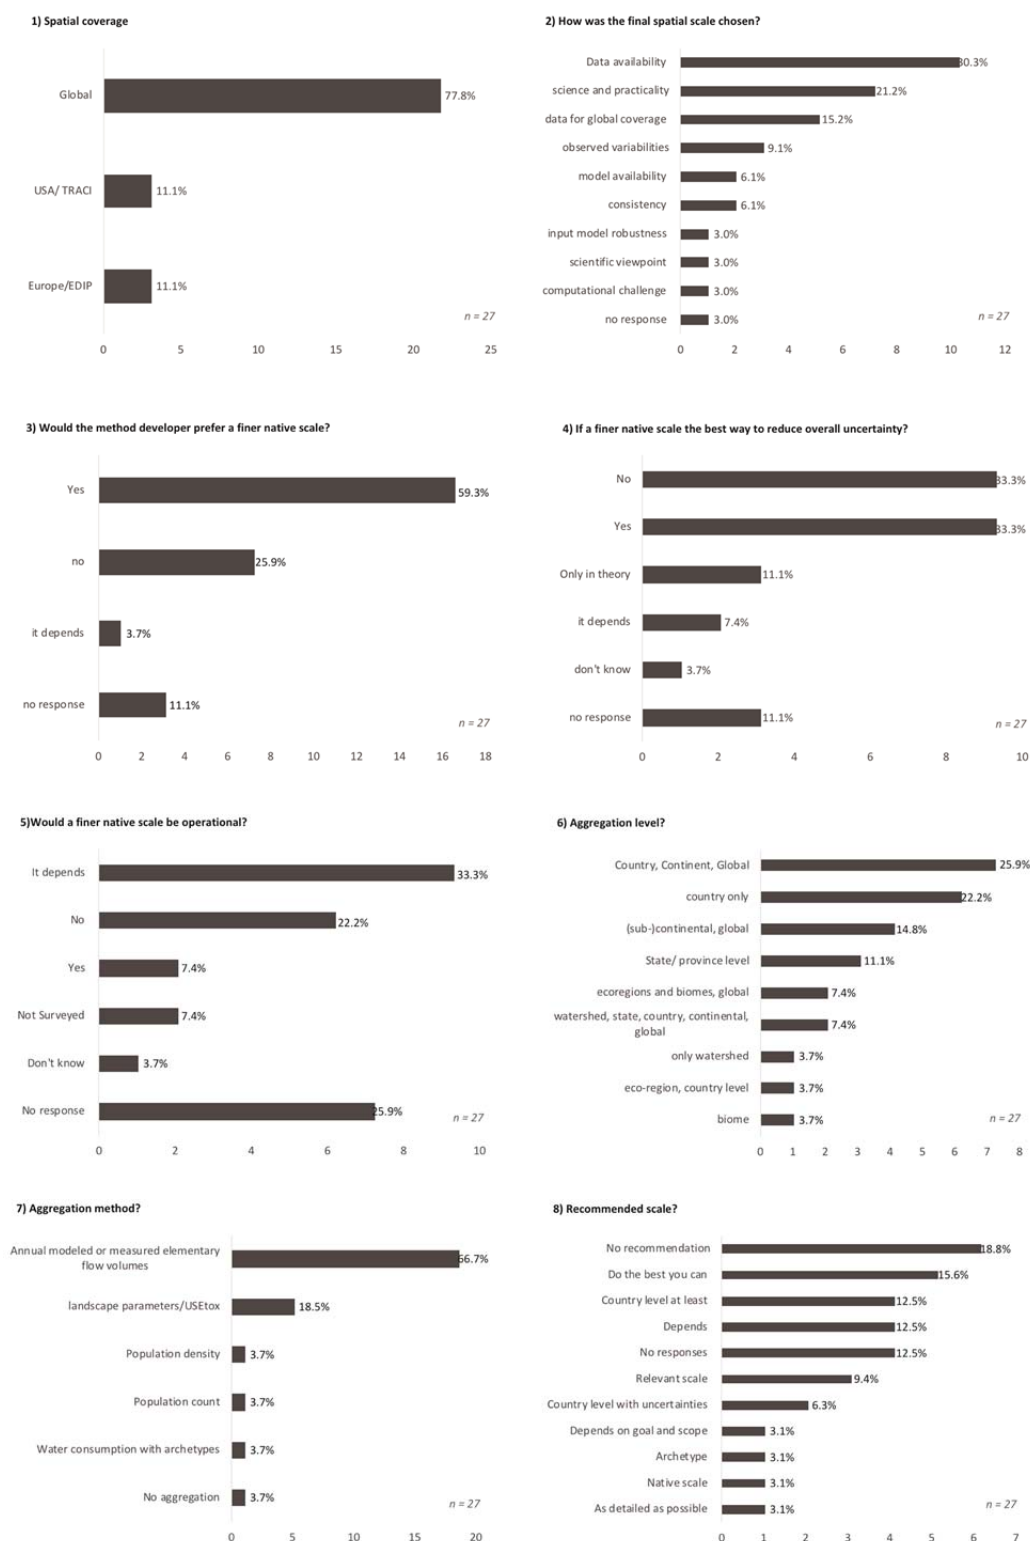 1) Spatial coverage
Global
77.8%
USA/ TRACI
11.1%
Europe/EDIP
11.1%
n = 27
0 5 10 15 20 25
2) How was the final spatial scale chosen?
Data availability
30.3%
science and practicality
21.2%
data for global coverage
15.2%
observed variabilities
9.1%
model availability
6.1%
consistency
6.1%
input model robustness
3.0%
scientific viewpoint
3.0%
computational challenge
3.0%
no response
3.0%
n = 27
0 2 4 6 8 10 12
3) Would the method developer prefer a finer native scale?
Yes
59.3%
no
25.9%
it depends
3.7%
no response
11.1%
n = 27
0 2 4 6 8 10 12 14 16 18
4) If a finer native scale the best way to reduce overall uncertainty?
No
33.3%
Yes
33.3%
Only in theory
11.1%
it depends
7.4%
don't know
3.7%
no response
11.1%
n = 27
0 2 4 6 8 10
5)Would a finer native scale be operational?
It depends
33.3%
No
22.2%
Yes
7.4%
Not Surveyed
7.4%
Don't know
3.7%
No response
25.9%
n = 27
0 2 4 6 8 10
6) Aggregation level?
Country, Continent, Global
25.9%
country only
22.2%
(sub-)continental, global
14.8%
State/ province level
11.1%
ecoregions and biomes, global
7.4%
watershed, state, country, continental,
global
7.4%
only watershed
3.7%
eco-region, country level
3.7%
biome
3.7%
n = 27
0 1 2 3 4 5 6 7 8
7) Aggregation method?
Annual modeled or measured elementary
flow volumes
66.7%
landscape parameters/USEtox
18.5%
Population density
3.7%
Population count
3.7%
Water consumption with archetypes
3.7%
No aggregation
3.7%
n = 27
0 5 10 15 20
8) Recommended scale?
No recommendation
18.8%
Do the best you can
15.6%
Country level at least
12.5%
Depends
12.5%
No responses
12.5%
Relevant scale
9.4%
Country level with uncertainties
6.3%
Depends on goal and scope
3.1%
Archetype
3.1%
Native scale
3.1%
As detailed as possible
3.1%
n = 27
0 1 2 3 4 5 6 7